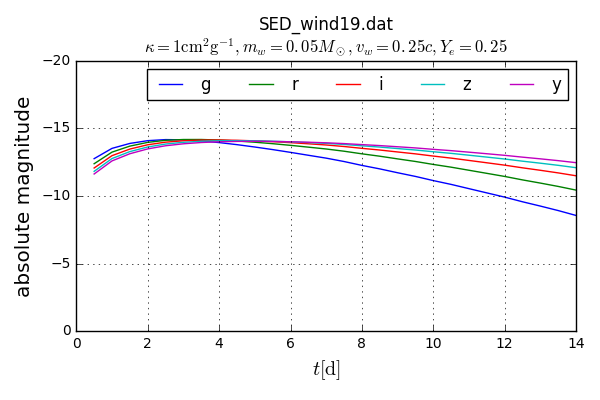 SED_wind19.dat
κ = 1cm²g⁻¹, m_w = 0.05M_⊙, v_w = 0.25c, Y_e = 0.25
g r i z y
−20
−15
−10
−5
0
absolute magnitude
0 2 4 6 8 10 12 14
t[d]